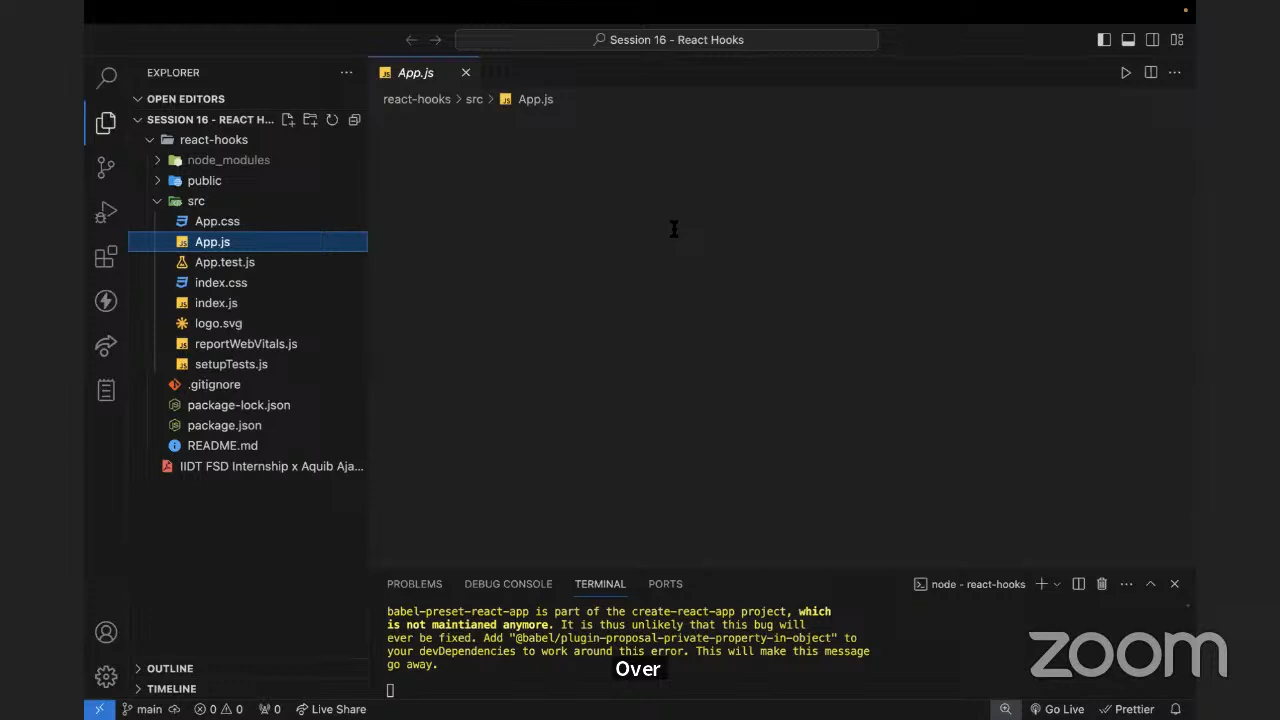 Session 16 - React Hooks
EXPLORER
App.js
OPEN EDITORS
react-hooks > src > App.js
SESSION 16 - REACT H...
react-hooks
node_modules
public
src
App.css
App.js
App.test.js
index.css
index.js
logo.svg
reportWebVitals.js
setupTests.js
.gitignore
package-lock.json
package.json
README.md
IIDT FSD Internship x Aquib Aja...
PROBLEMS DEBUG CONSOLE TERMINAL PORTS
node - react-hooks
babel-preset-react-app is part of the create-react-app project, which
is not maintianed anymore. It is thus unlikely that this bug will
ever be fixed. Add "@babel/plugin-proposal-private-property-in-object" to
your devDependencies to work around this error. This will make this message
go away.
Over
zoom
OUTLINE
TIMELINE
main 0 0 0 Live Share
Go Live Prettier